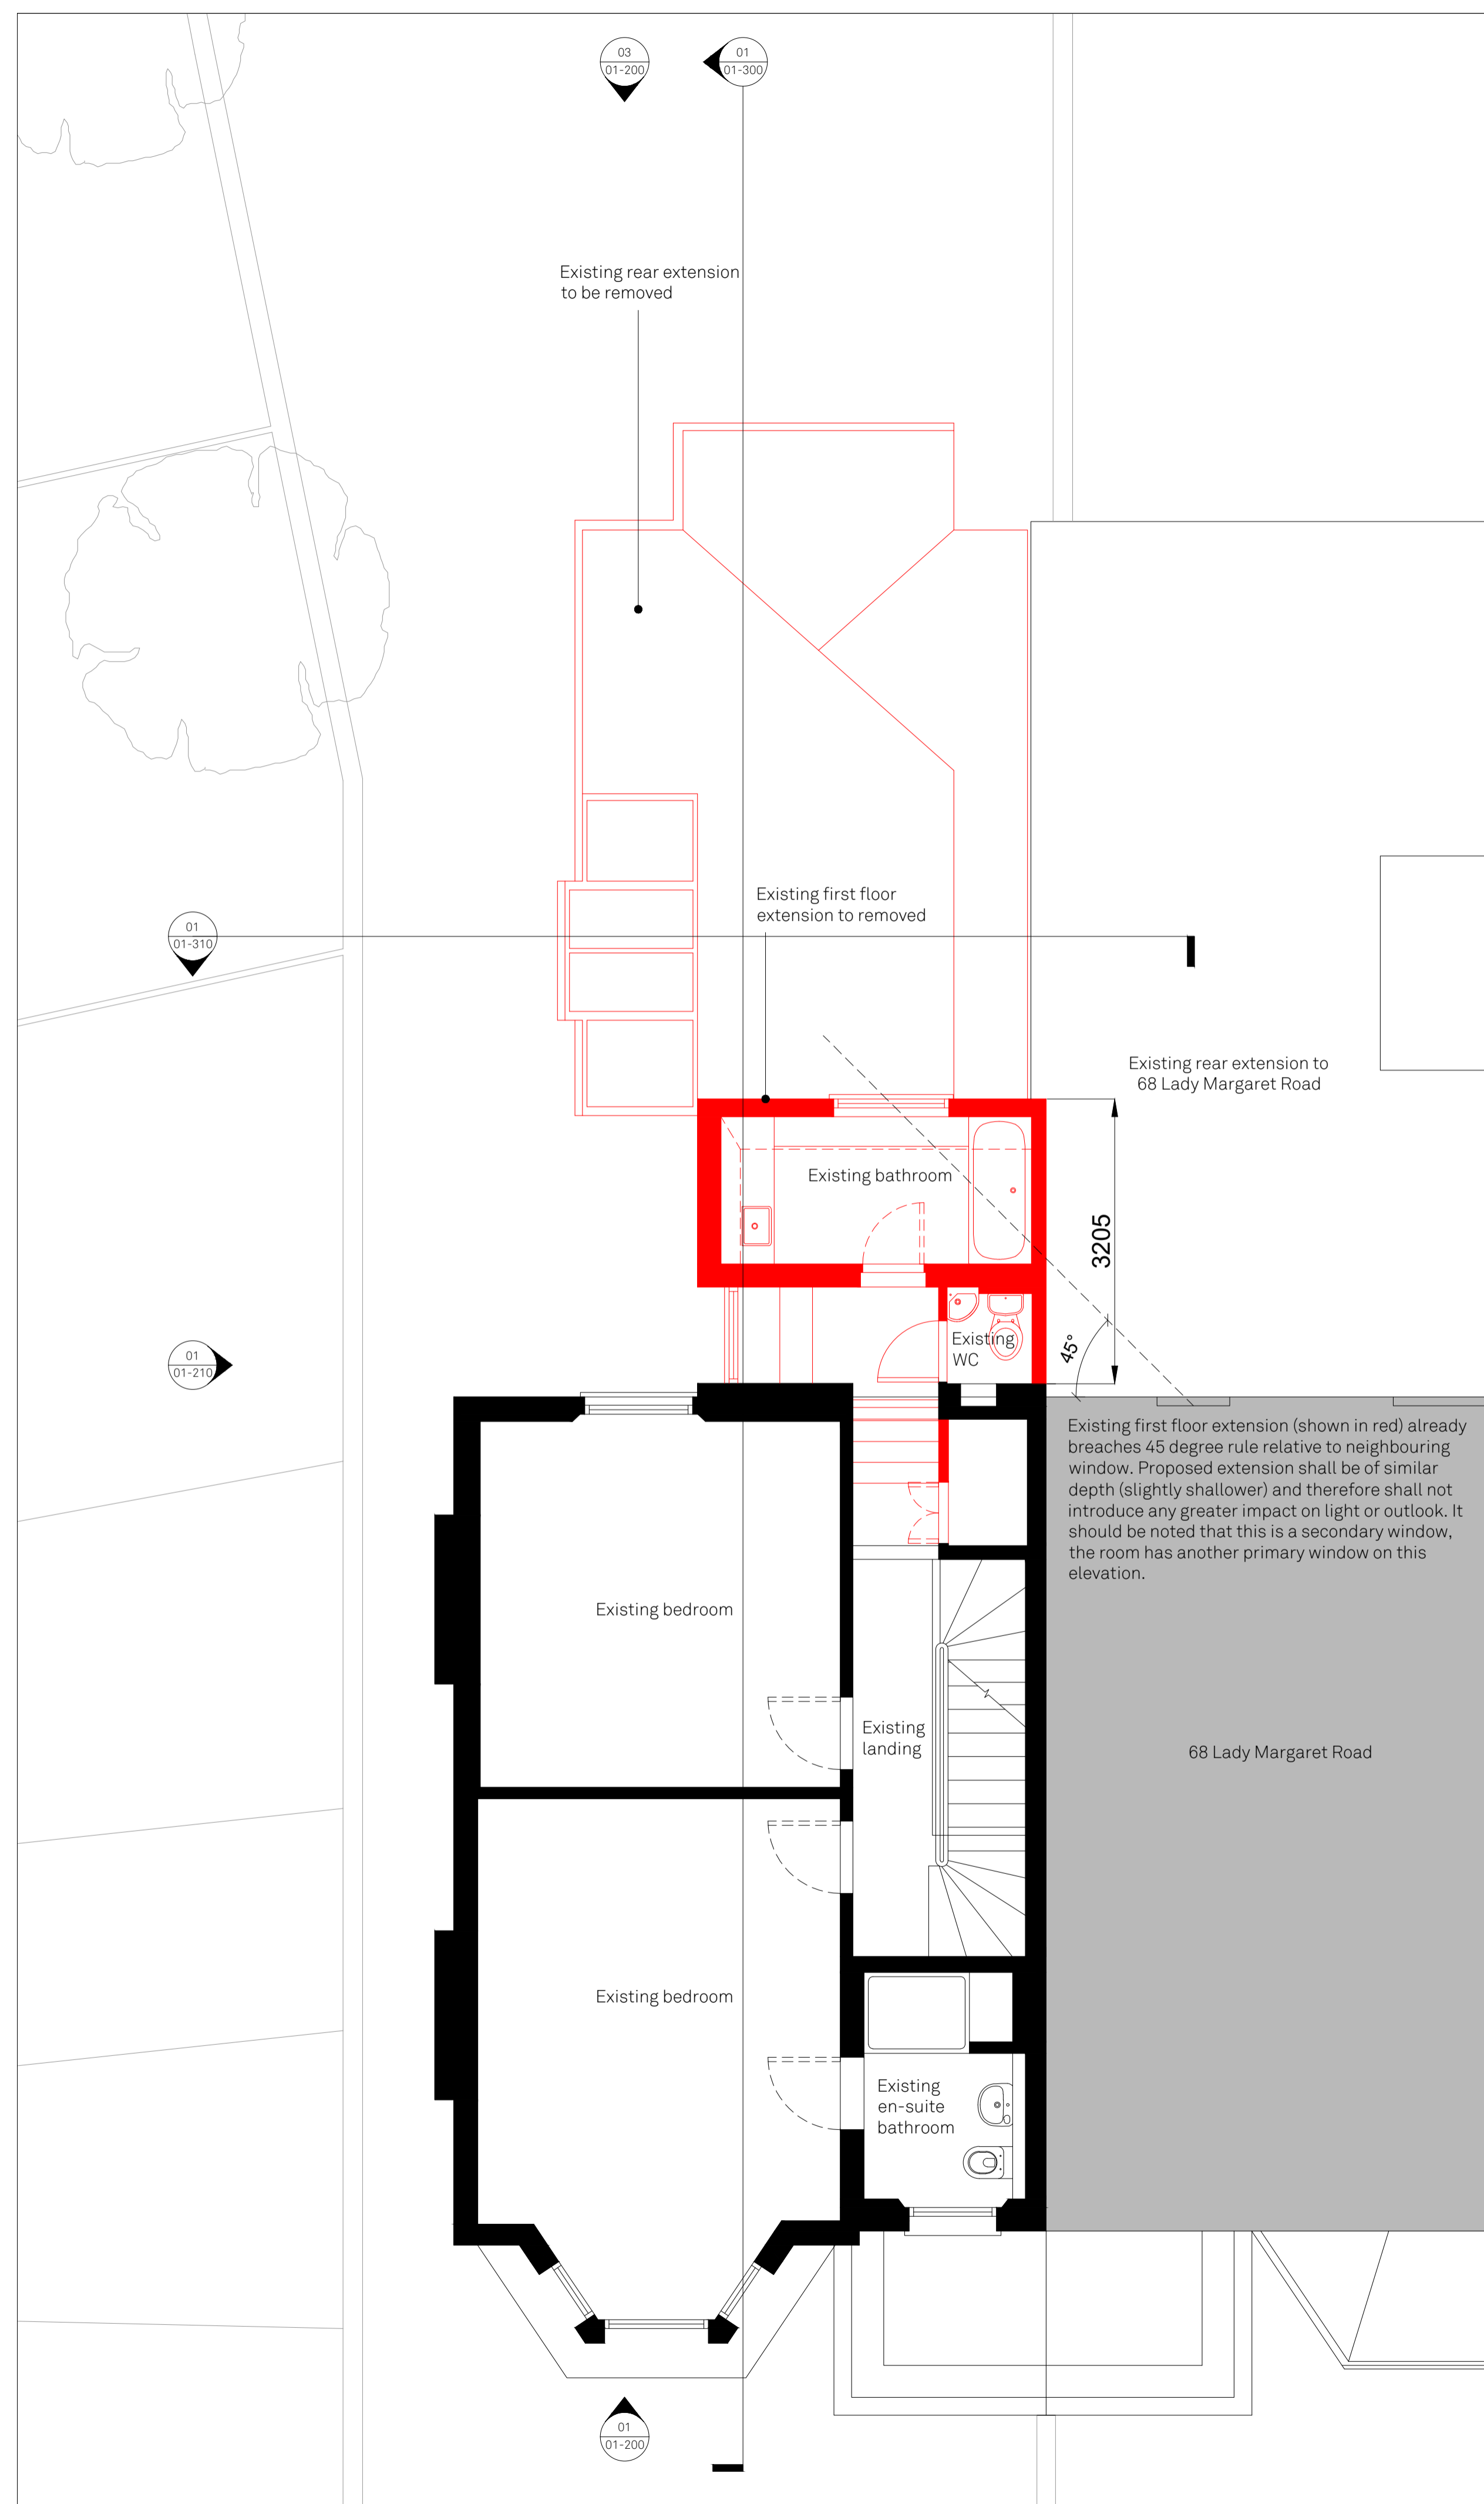 03
01-200
01
01-300
Existing rear extension
to be removed
Existing first floor
extension to removed
01
01-310
Existing rear extension to
68 Lady Margaret Road
Existing bathroom
3205
45°
Existing
WC
01
01-210
Existing first floor extension (shown in red) already
breaches 45 degree rule relative to neighbouring
window. Proposed extension shall be of similar
depth (slightly shallower) and therefore shall not
introduce any greater impact on light or outlook. It
should be noted that this is a secondary window,
the room has another primary window on this
elevation.
Existing bedroom
Existing
landing
68 Lady Margaret Road
Existing bedroom
Existing
en-suite
bathroom
01
01-200